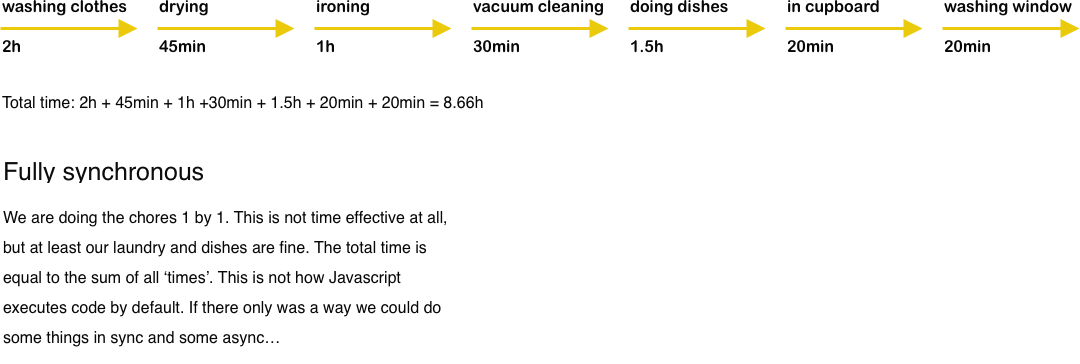 washing clothes drying ironing vacuum cleaning doing dishes in cupboard washing window
2h 45min 1h 30min 1.5h 20min 20min
Total time: 2h + 45min + 1h +30min + 1.5h + 20min + 20min = 8.66h
Fully synchronous
We are doing the chores 1 by 1. This is not time effective at all,
but at least our laundry and dishes are fine. The total time is
equal to the sum of all ‘times’. This is not how Javascript
executes code by default. If there only was a way we could do
some things in sync and some async…